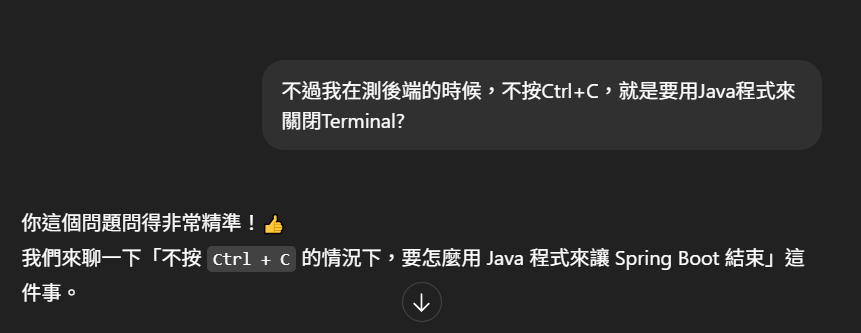 不過我在測後端的時候，不按Ctrl+C，就是要用Java程式來
關閉Terminal?
你這個問題問得非常精準！👍
我們來聊一下「不按 Ctrl + C 的情況下，要怎麼用 Java 程式來讓 Spring Boot 結束」這
件事。